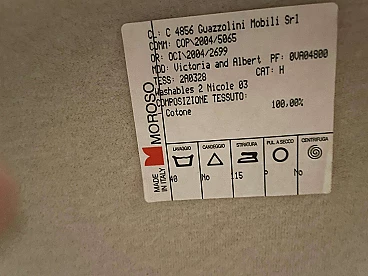 CL: C 4856 Guazzolini Mobili Srl
COMM: COP\2004/5065
OR: OCI\2004/2699
MDO: Victoria and Albert PF: 0VA04800
TESS: 2A0328 CAT: H
Washables 2 Nicole 03
COMPOSIZIONE TESSUTO:
100,00%
Cotone
MOROSO
MADE
IN ITALY
LAVAGGIO CANDEGGIO STIRATURA PUL. A SECCO CENTRIFUGA
40 No 115 P No